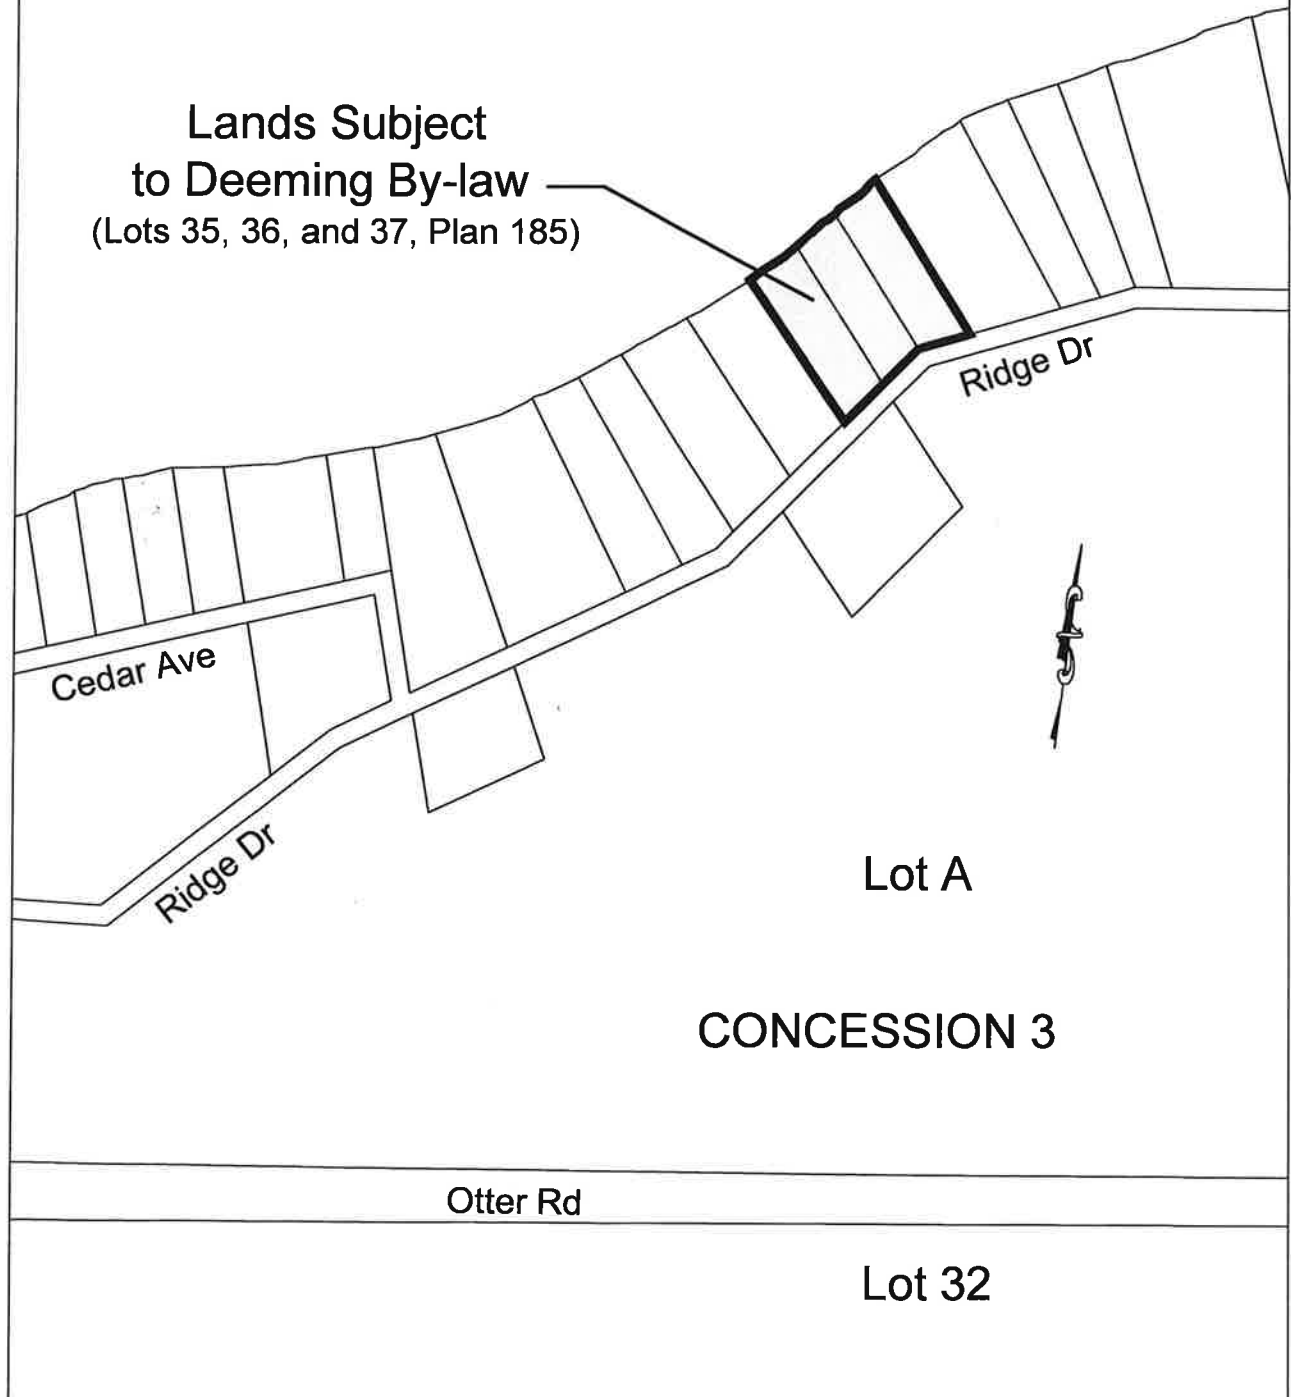 Lands Subject
to Deeming By-law
(Lots 35, 36, and 37, Plan 185)
Ridge Dr
Cedar Ave
Ridge Dr
Lot A
CONCESSION 3
Otter Rd
Lot 32